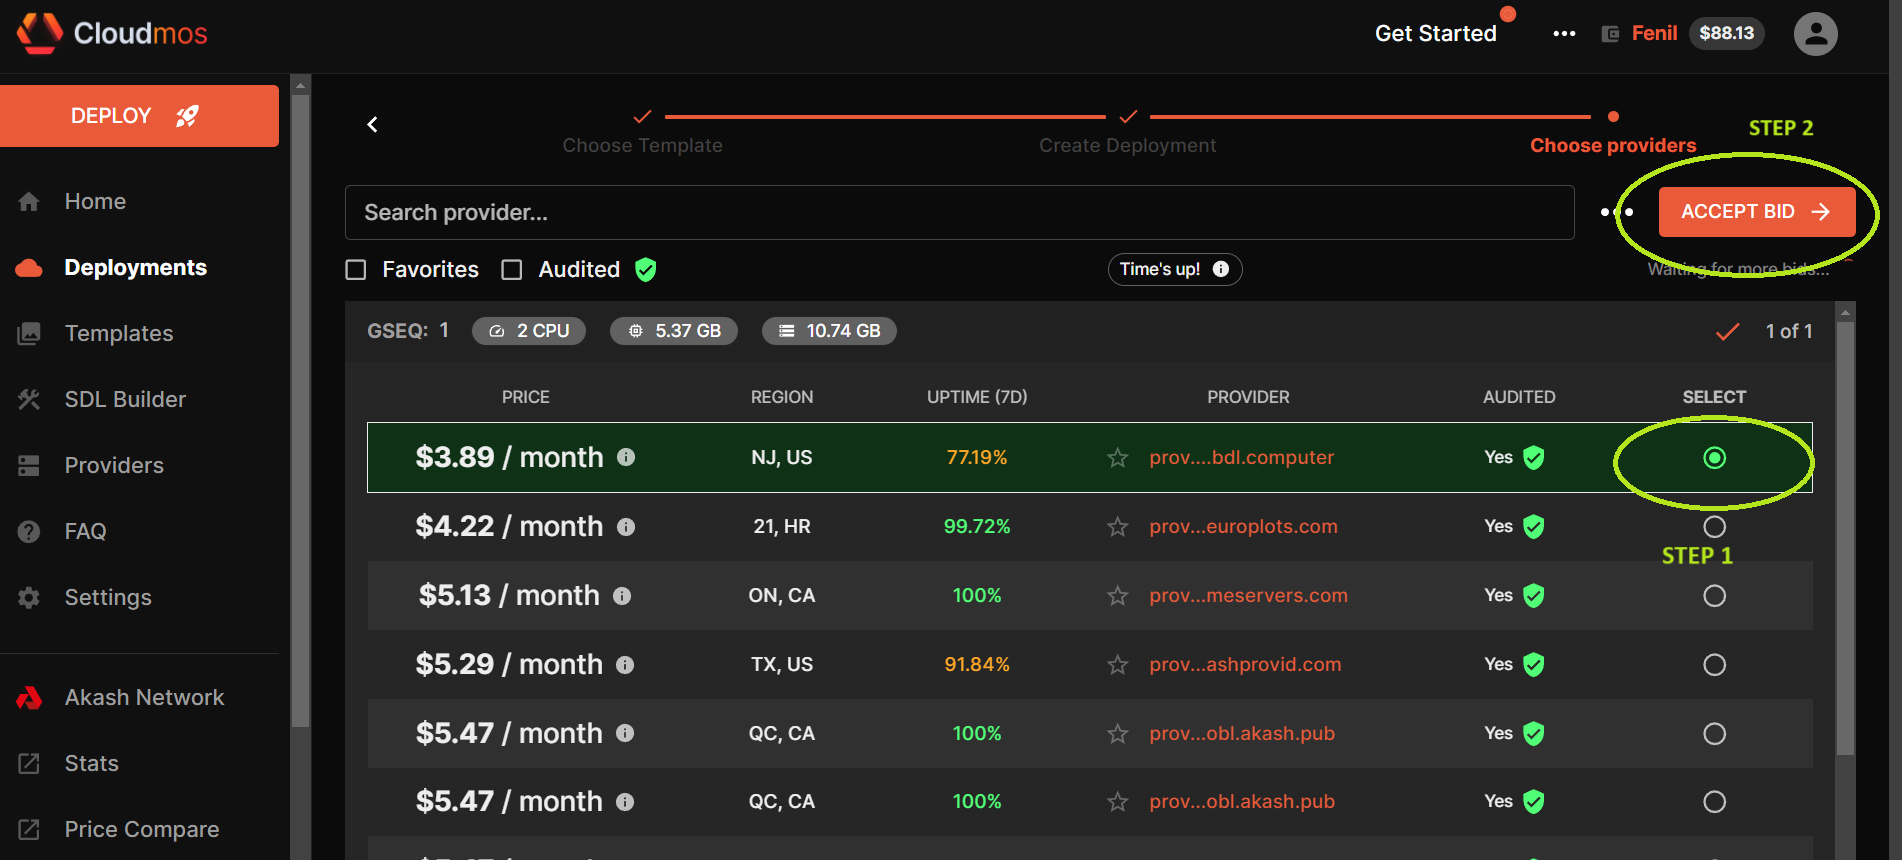 Cloudmos
Get Started
Fenil $88.13
DEPLOY
Home
Deployments
Templates
SDL Builder
Providers
FAQ
Settings
Akash Network
Stats
Price Compare
Choose Template
Create Deployment
Choose providers
STEP 2
Search provider...
ACCEPT BID
Favorites Audited Time's up!
Waiting for more bids...
GSEQ: 1 2 CPU 5.37 GB 10.74 GB 1 of 1
PRICE REGION UPTIME (7D) PROVIDER AUDITED SELECT
$3.89 / month NJ, US 77.19% prov....bdl.computer Yes
$4.22 / month 21, HR 99.72% prov...europlots.com Yes
STEP 1
$5.13 / month ON, CA 100% prov...meservers.com Yes
$5.29 / month TX, US 91.84% prov...ashprovid.com Yes
$5.47 / month QC, CA 100% prov...obl.akash.pub Yes
$5.47 / month QC, CA 100% prov...obl.akash.pub Yes